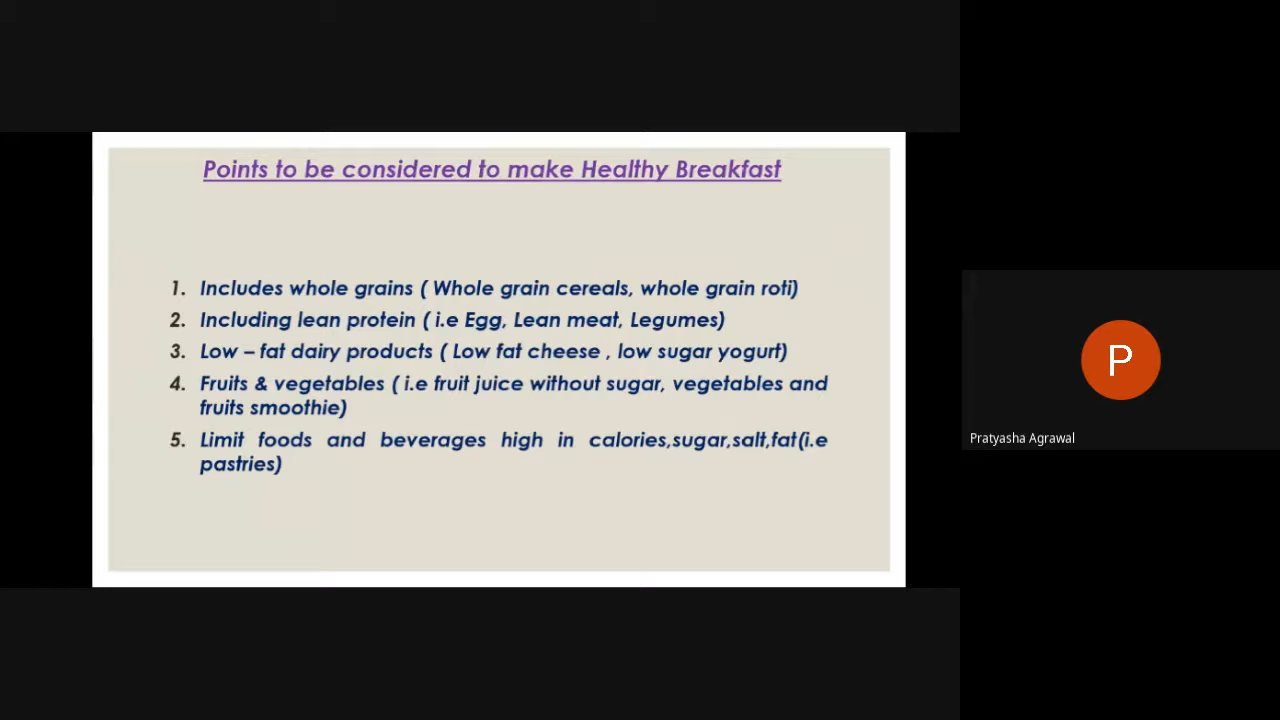 Points to be considered to make Healthy Breakfast
1. Includes whole grains ( Whole grain cereals, whole grain roti)
2. Including lean protein ( i.e Egg, Lean meat, Legumes)
3. Low – fat dairy products ( Low fat cheese , low sugar yogurt)
4. Fruits & vegetables ( i.e fruit juice without sugar, vegetables and
fruits smoothie)
5. Limit foods and beverages high in calories,sugar,salt,fat(i.e
pastries)
P
Pratyasha Agrawal